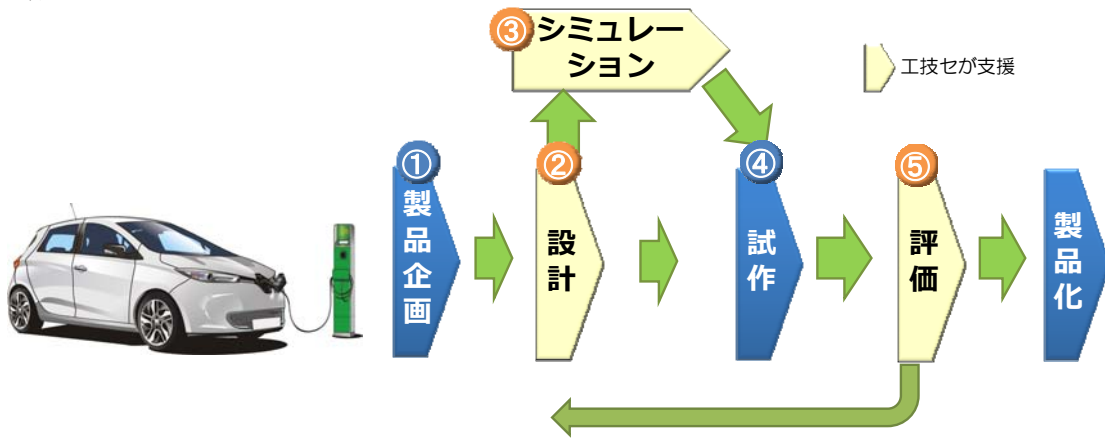 ③シミュレー
ション
工技セが支援
①
製品企画
②
設計
④
試作
⑤
評価
製品化